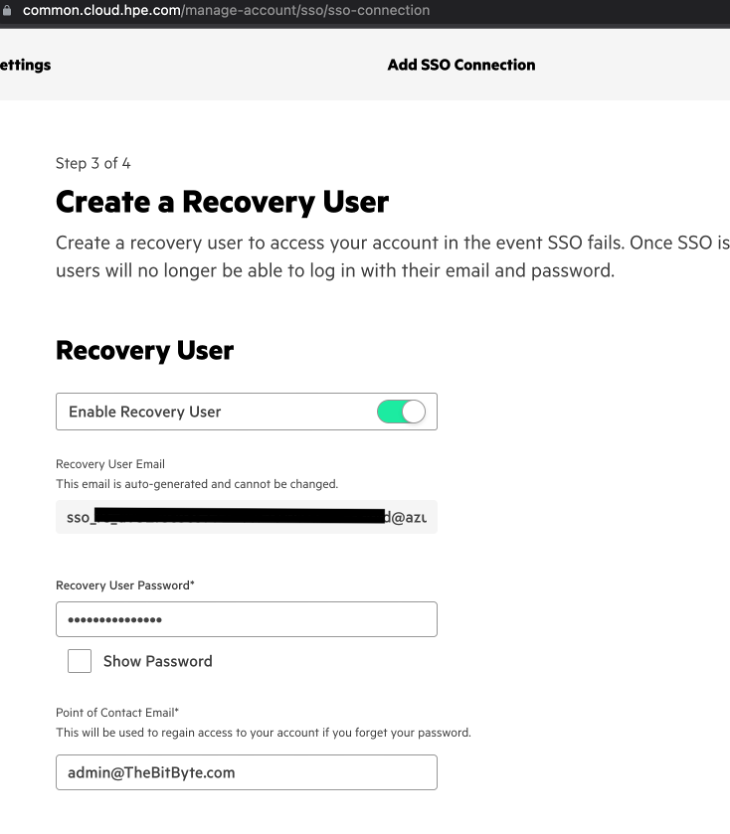 common.cloud.hpe.com/manage-account/sso/sso-connection
ettings
Add SSO Connection
Step 3 of 4
Create a Recovery User
Create a recovery user to access your account in the event SSO fails. Once SSO is
users will no longer be able to log in with their email and password.
Recovery User
Enable Recovery User
Recovery User Email
This email is auto-generated and cannot be changed.
sso_ d@azu
Recovery User Password*
•••••••••••••••
Show Password
Point of Contact Email*
This will be used to regain access to your account if you forget your password.
admin@TheBitByte.com